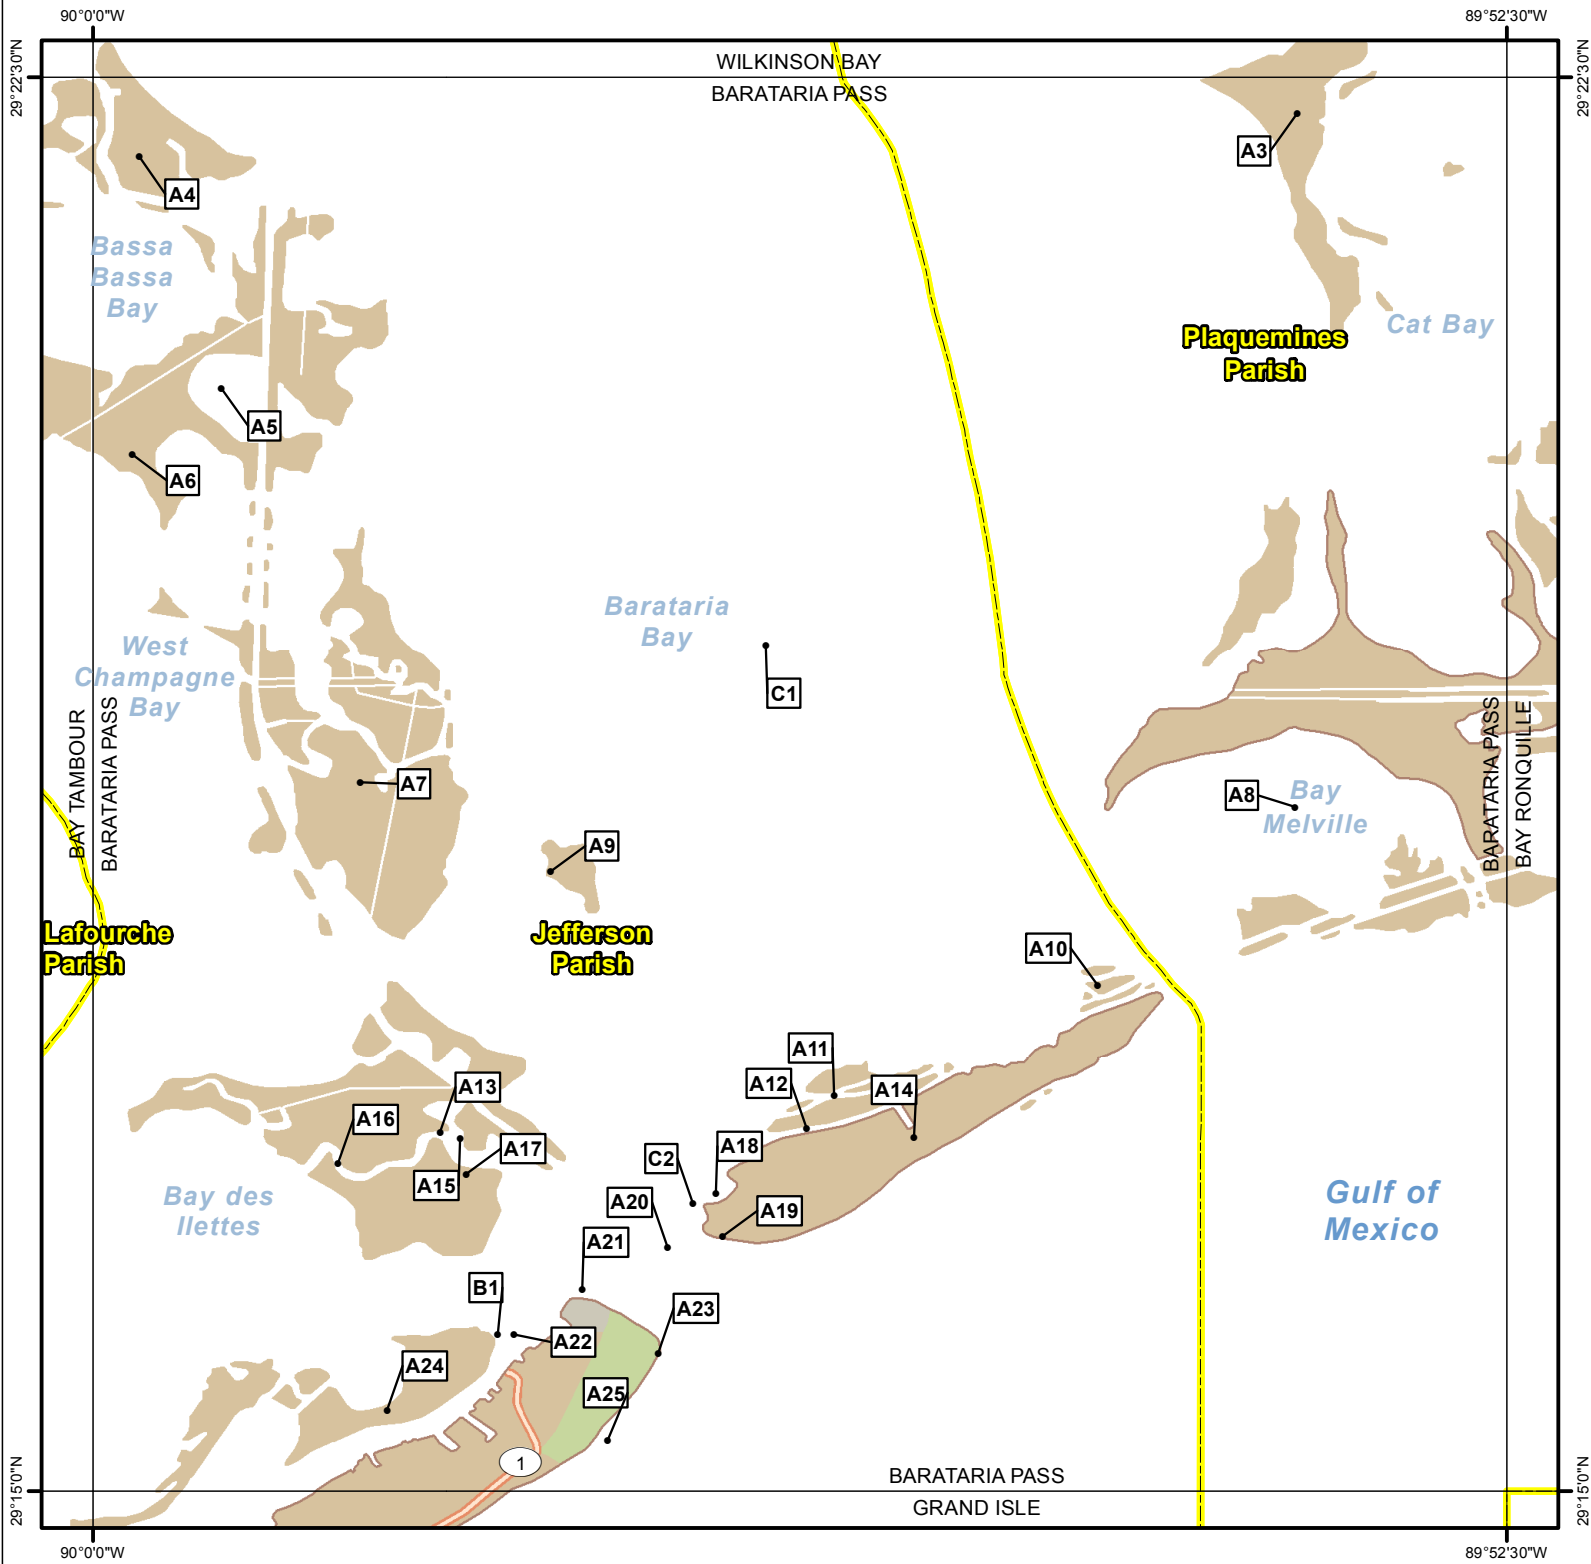 90°0'0"W
89°52'30"W
29°22'30"N
29°22'30"N
WILKINSON BAY
BARATARIA PASS
A3
A4
Bassa
Bassa
Bay
Plaquemines
Parish
Cat Bay
A5
A6
Barataria
Bay
West
Champagne
Bay
C1
BAY TAMBOUR
BARATARIA PASS
BARATARIA PASS
BAY RONQUILLE
A7
A8
Bay
Melville
A9
Lafourche
Parish
Jefferson
Parish
A10
A11
A12
A14
A13
A16
A17
A15
A18
C2
A20
A19
Bay des
Ilettes
Gulf of
Mexico
A21
B1
A23
A22
A24
A25
1
BARATARIA PASS
GRAND ISLE
29°15'0"N
29°15'0"N
90°0'0"W
89°52'30"W